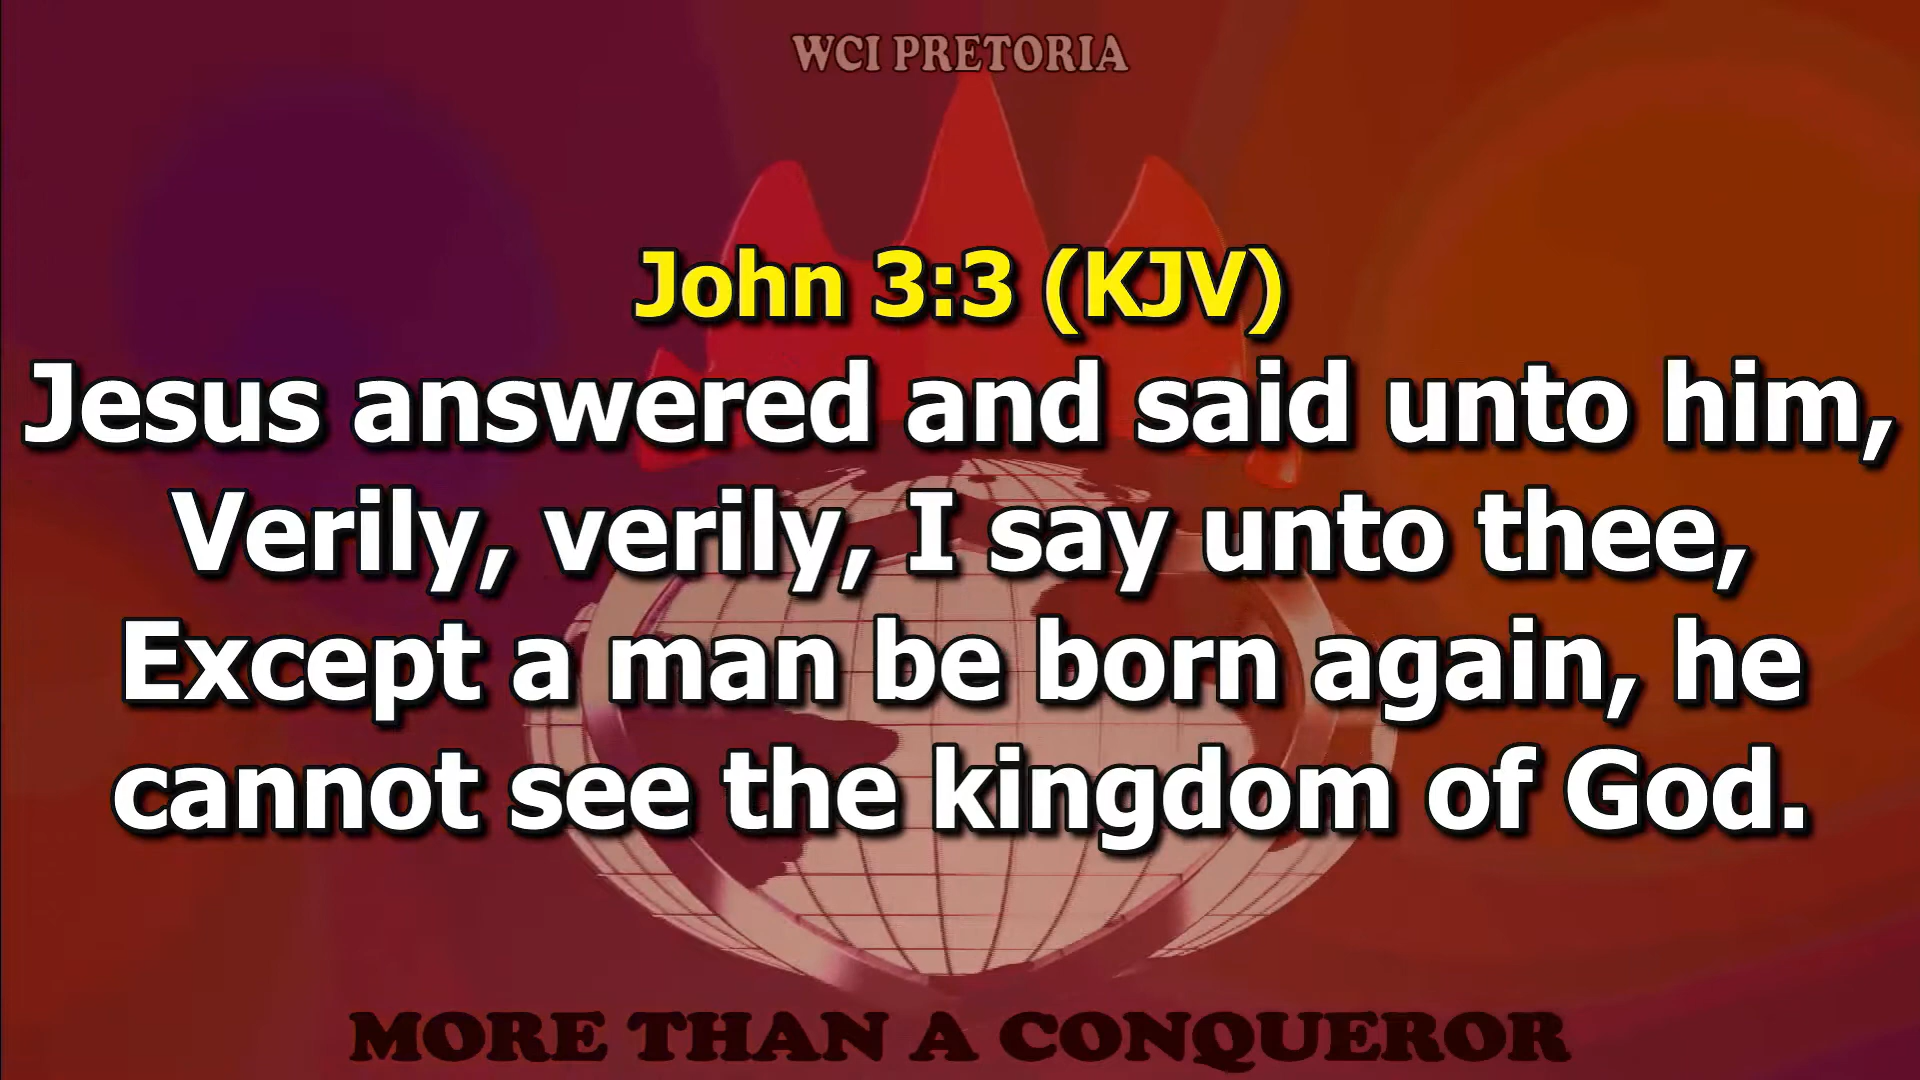 WCI PRETORIA
John 3:3 (KJV)
Jesus answered and said unto him,
Verily, verily, I say unto thee,
Except a man be born again, he
cannot see the kingdom of God.
MORE THAN A CONQUEROR